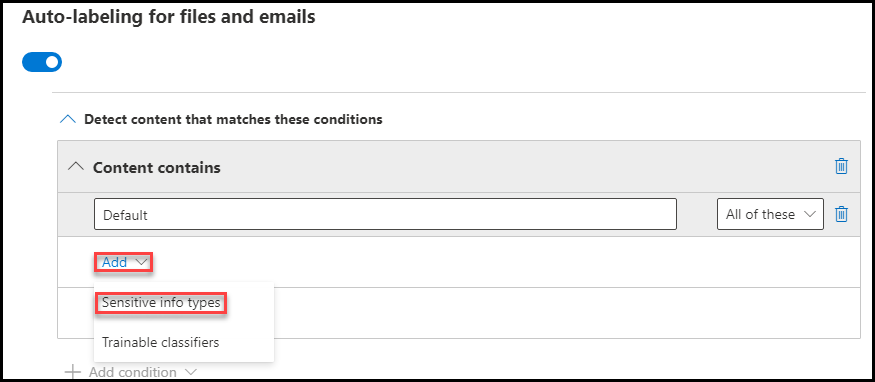 Auto-labeling for files and emails
Detect content that matches these conditions
Content contains
Default
All of these
Add
Sensitive info types
Trainable classifiers
Add condition